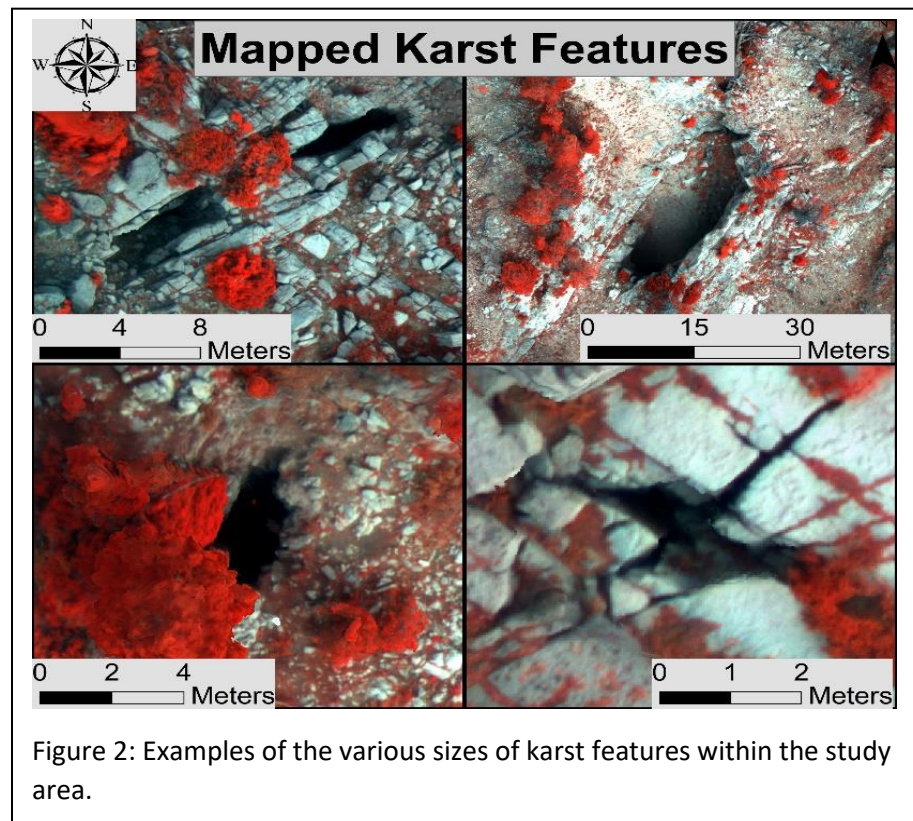 N
W E
S
Mapped Karst Features
0 4 8
Meters
0 15 30
Meters
0 2 4
Meters
0 1 2
Meters
Figure 2: Examples of the various sizes of karst features within the study
area.